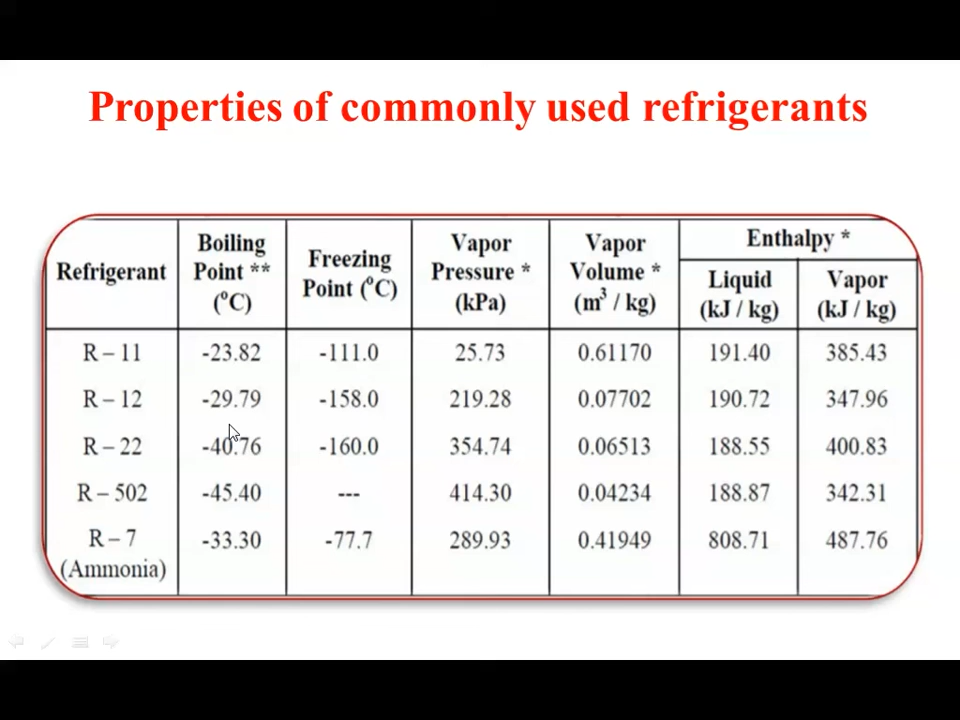 Properties of commonly used refrigerants
Refrigerant
Boiling
Point **
(⁰C)
Freezing
Point (⁰C)
Vapor
Pressure *
(kPa)
Vapor
Volume *
(m³ / kg)
Enthalpy *
Liquid
(kJ / kg)
Vapor
(kJ / kg)
R – 11 -23.82 -111.0 25.73 0.61170 191.40 385.43
R – 12 -29.79 -158.0 219.28 0.07702 190.72 347.96
R – 22 -40.76 -160.0 354.74 0.06513 188.55 400.83
R – 502 -45.40 --- 414.30 0.04234 188.87 342.31
R – 7 -33.30 -77.7 289.93 0.41949 808.71 487.76
(Ammonia)